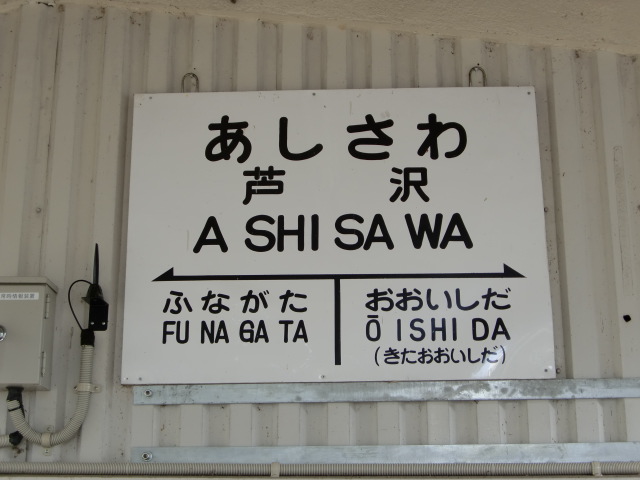 あしさわ
芦沢
A SHI SA WA
ふながた
FU NA GA TA
おおいしだ
Ō ISHI DA
(きたおおいしだ)